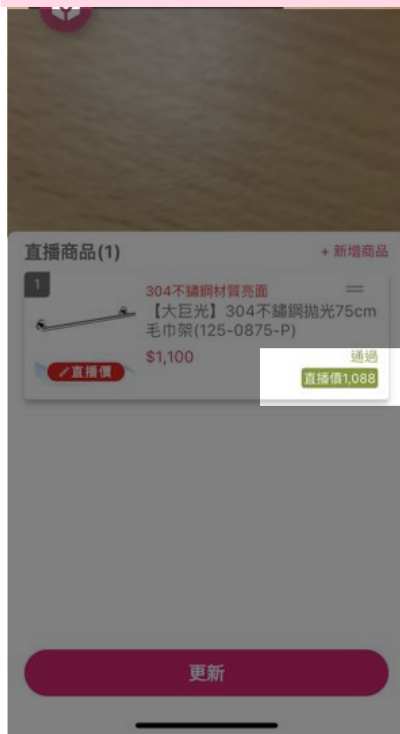 直播商品(1)
+ 新增商品
1
304不鏽鋼材質亮面
【大巨光】304不鏽鋼拋光75cm
毛巾架(125-0875-P)
$1,100
直播價
通過
直播價1,088
更新